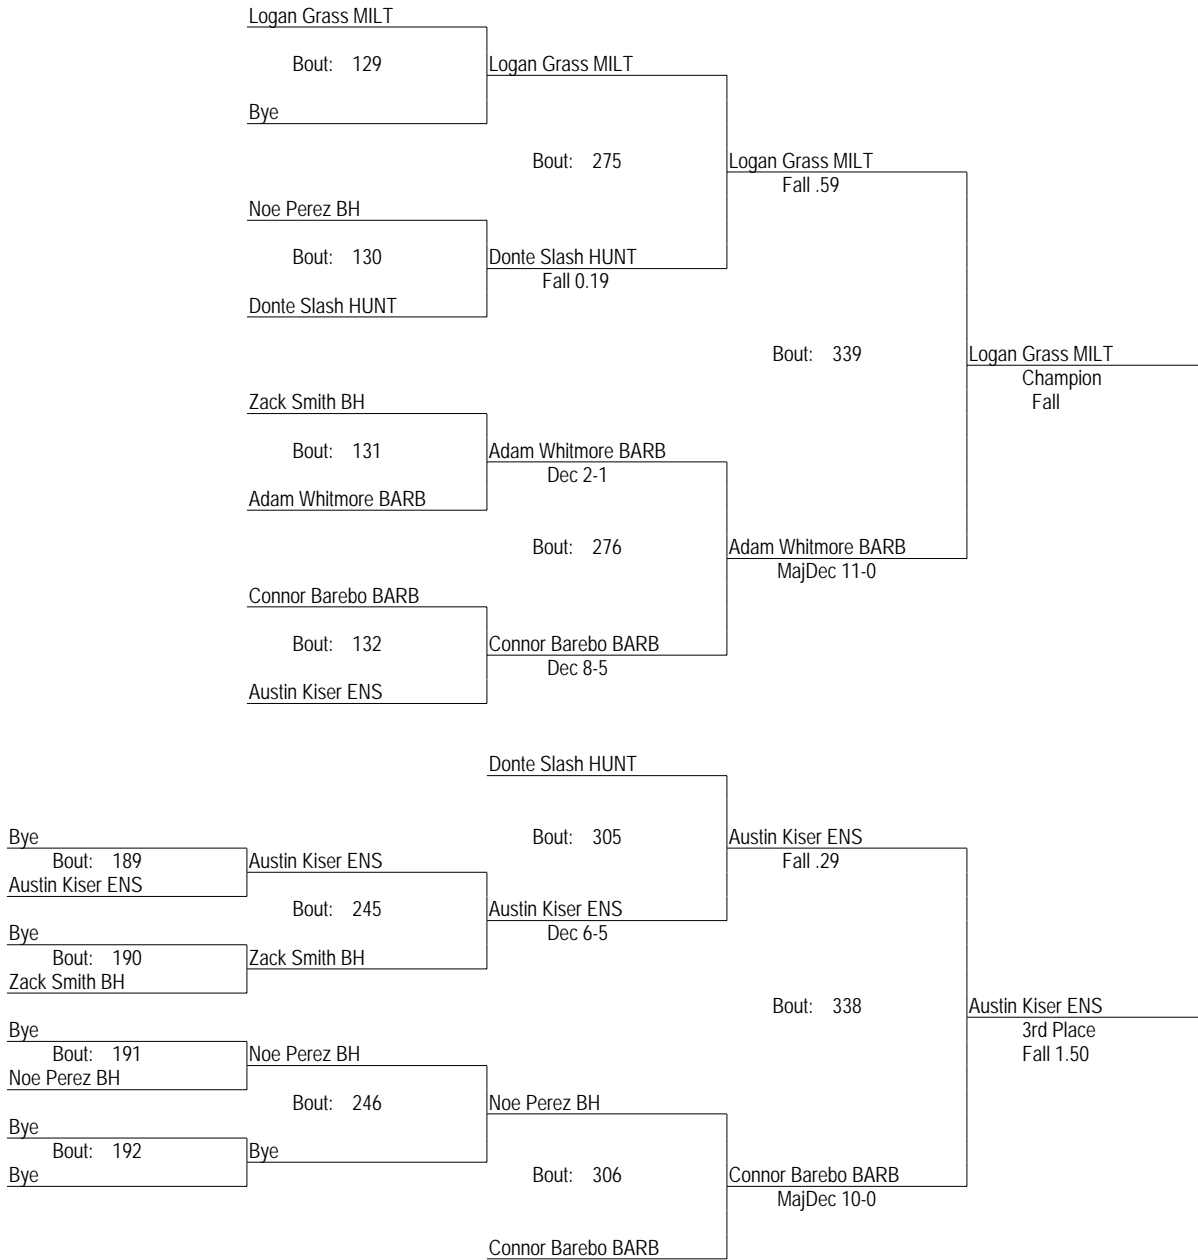 Logan Grass MILT
Bout: 129
Logan Grass MILT
Bye
Bout: 275
Logan Grass MILT
Fall .59
Noe Perez BH
Bout: 130
Donte Slash HUNT
Fall 0.19
Donte Slash HUNT
Bout: 339
Logan Grass MILT
Champion
Fall
Zack Smith BH
Bout: 131
Adam Whitmore BARB
Dec 2-1
Adam Whitmore BARB
Bout: 276
Adam Whitmore BARB
MajDec 11-0
Connor Barebo BARB
Bout: 132
Connor Barebo BARB
Dec 8-5
Austin Kiser ENS
Donte Slash HUNT
Bout: 305
Austin Kiser ENS
Fall .29
Bye
Bout: 189
Austin Kiser ENS
Austin Kiser ENS
Bout: 245
Austin Kiser ENS
Dec 6-5
Bye
Bout: 190
Zack Smith BH
Zack Smith BH
Bout: 338
Austin Kiser ENS
3rd Place
Fall 1.50
Bye
Bout: 191
Noe Perez BH
Noe Perez BH
Bout: 246
Noe Perez BH
Bye
Bout: 192
Bye
Bye
Bout: 306
Connor Barebo BARB
MajDec 10-0
Connor Barebo BARB